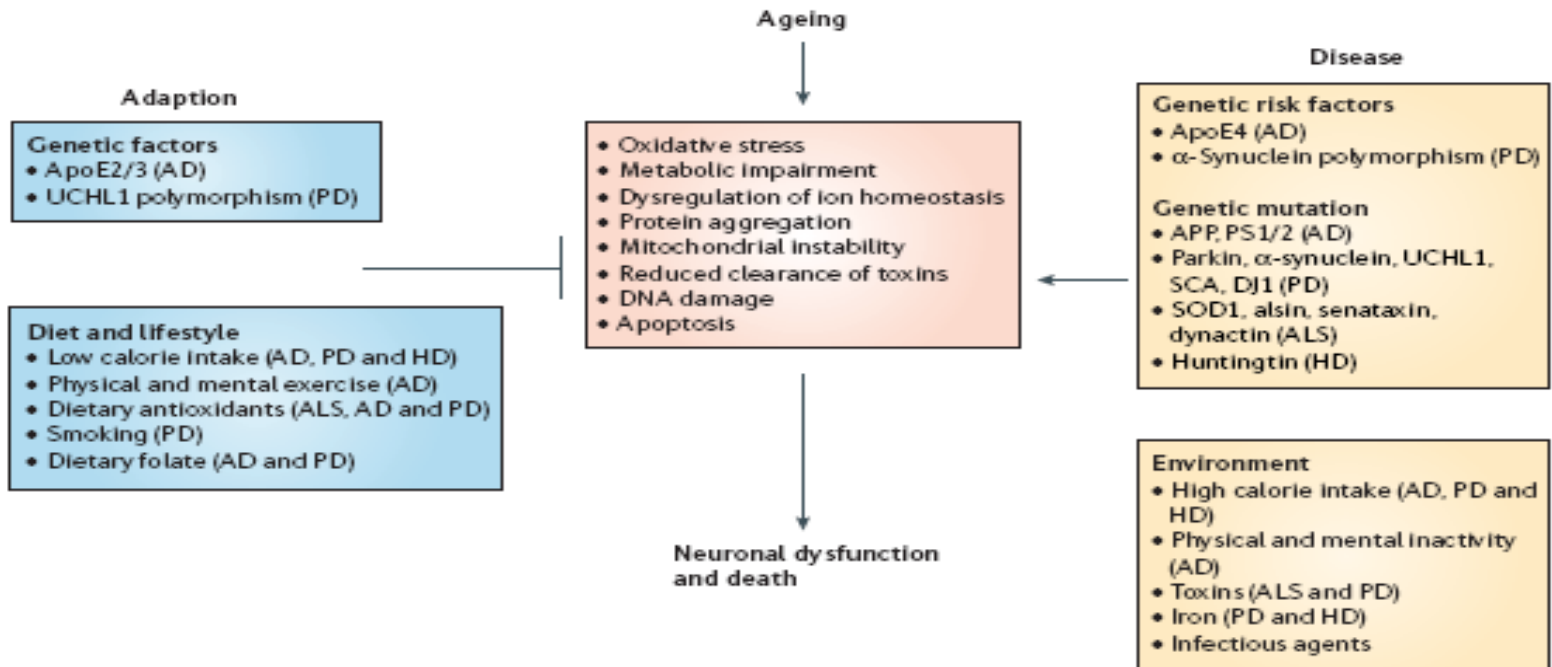 Ageing
Adaption
Genetic factors
• ApoE2/3 (AD)
• UCHL1 polymorphism (PD)
Diet and lifestyle
• Low calorie intake (AD, PD and HD)
• Physical and mental exercise (AD)
• Dietary antioxidants (ALS, AD and PD)
• Smoking (PD)
• Dietary folate (AD and PD)
• Oxidative stress
• Metabolic impairment
• Dysregulation of ion homeostasis
• Protein aggregation
• Mitochondrial instability
• Reduced clearance of toxins
• DNA damage
• Apoptosis
Neuronal dysfunction
and death
Disease
Genetic risk factors
• ApoE4 (AD)
• α-Synuclein polymorphism (PD)
Genetic mutation
• APP, PS1/2 (AD)
• Parkin, α-synuclein, UCHL1,
SCA, DJ1 (PD)
• SOD1, alsin, senataxin,
dynactin (ALS)
• Huntingtin (HD)
Environment
• High calorie intake (AD, PD and
HD)
• Physical and mental inactivity
(AD)
• Toxins (ALS and PD)
• Iron (PD and HD)
• Infectious agents